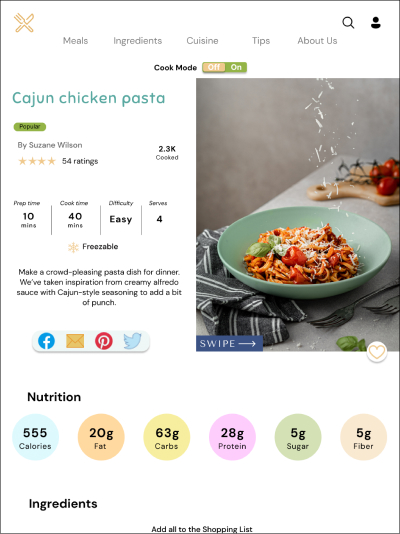 Meals Ingredients Cuisine Tips About Us
Cook Mode Off On
Cajun chicken pasta
Popular
By Suzane Wilson
54 ratings
2.3K
Cooked
Prep time Cook time Difficulty Serves
10 40 Easy 4
mins mins
Freezable
Make a crowd-pleasing pasta dish for dinner.
We've taken inspiration from creamy alfredo
sauce with Cajun-style seasoning to add a bit
of punch.
SWIPE
Nutrition
555 20g 63g 28g 5g 5g
Calories Fat Carbs Protein Sugar Fiber
Ingredients
Add all to the Shopping List